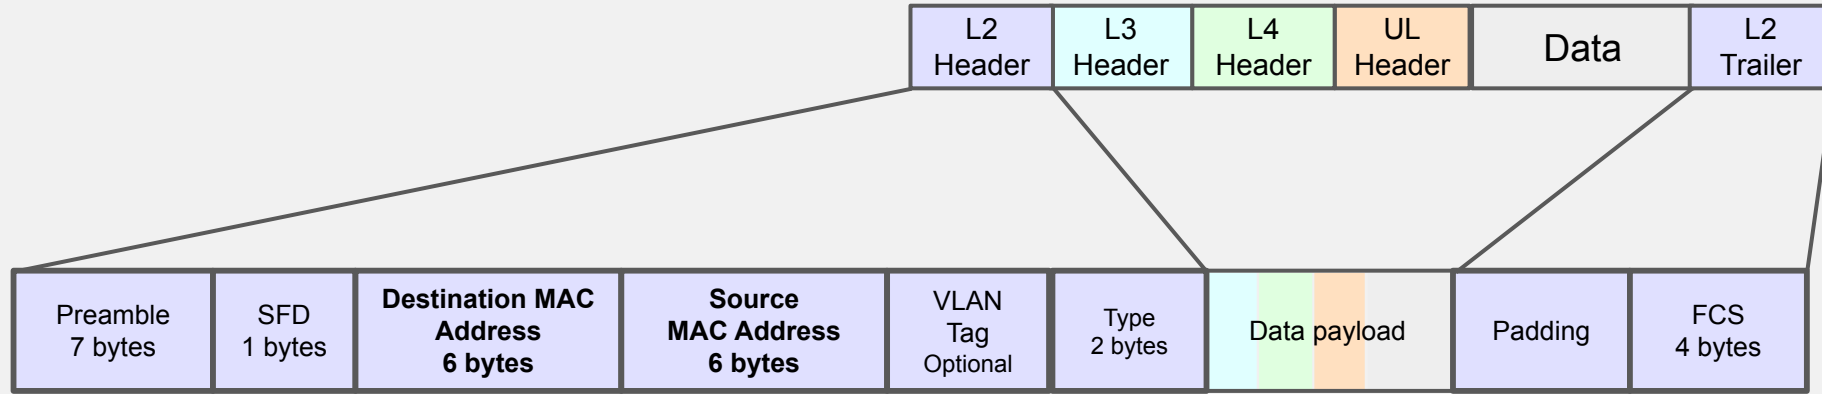 L2
Header
L3
Header
L4
Header
UL
Header
Data
L2
Trailer
Preamble
7 bytes
SFD
1 bytes
Destination MAC
Address
6 bytes
Source
MAC Address
6 bytes
VLAN
Tag
Optional
Type
2 bytes
Data payload
Padding
FCS
4 bytes